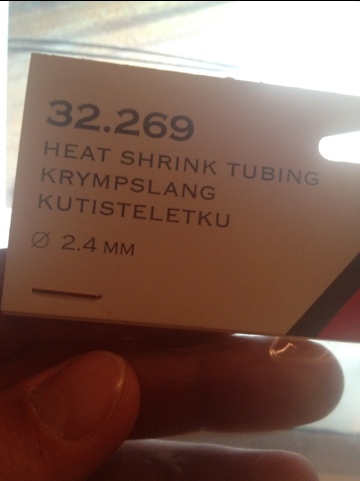 32.269
HEAT SHRINK TUBING
KRYMPSLANG
KUTISTELETKU
Ø 2.4 MM